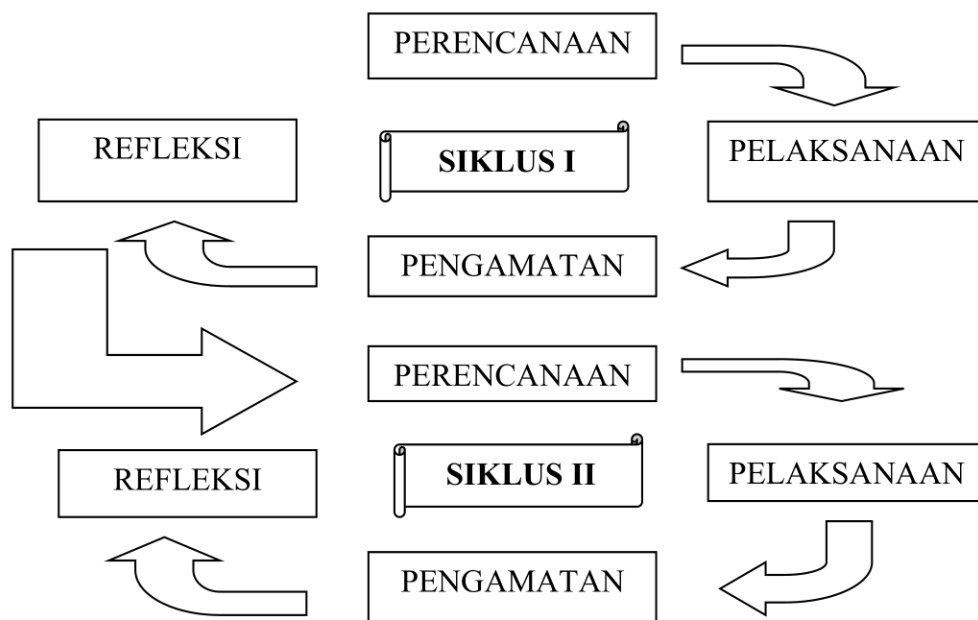 PERENCANAAN
REFLEKSI
SIKLUS I
PELAKSANAAN
PENGAMATAN
PERENCANAAN
REFLEKSI
SIKLUS II
PELAKSANAAN
PENGAMATAN